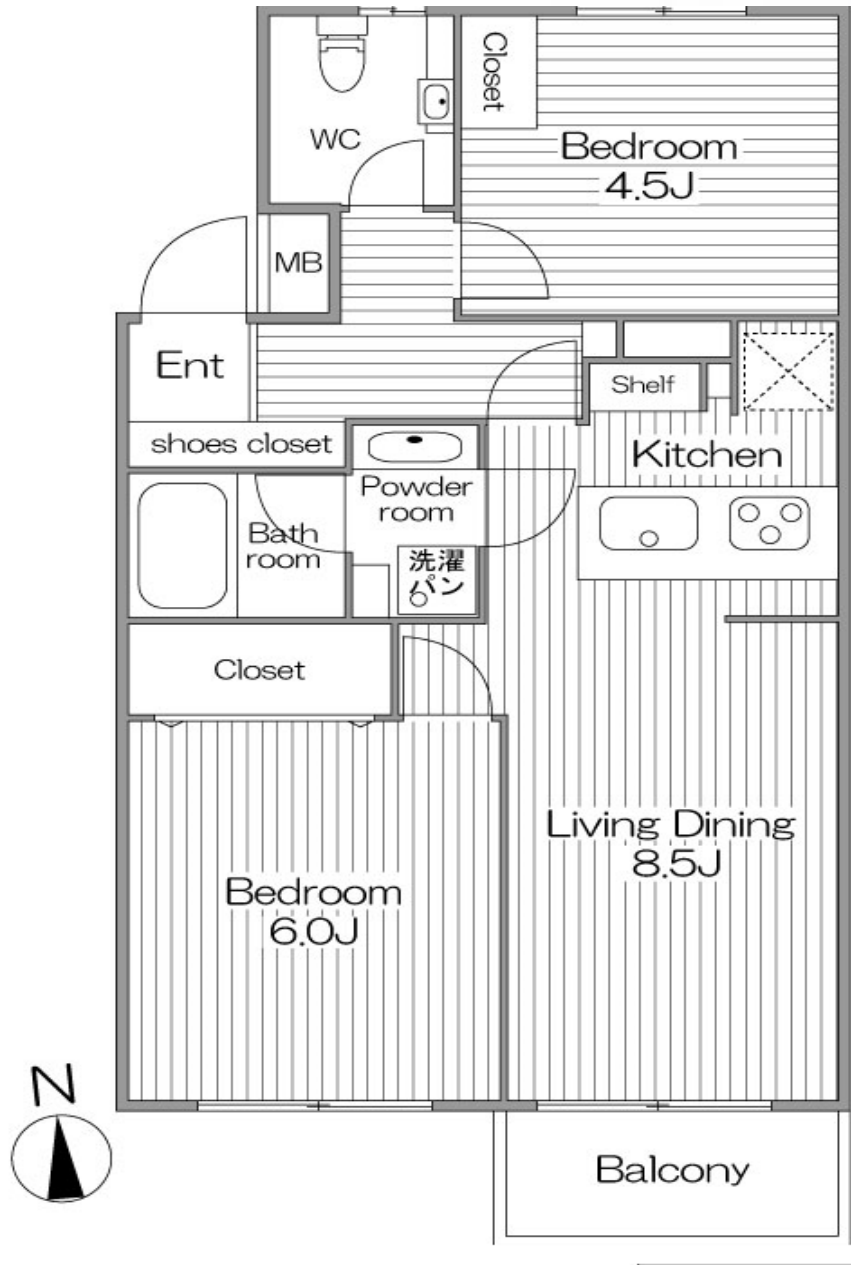 Closet
WC
Bedroom
4.5J
MB
Ent
Shelf
shoes closet
Kitchen
Powder
room
Bath
room
洗濯
パン
Closet
Living Dining
8.5J
Bedroom
6.0J
N
Balcony